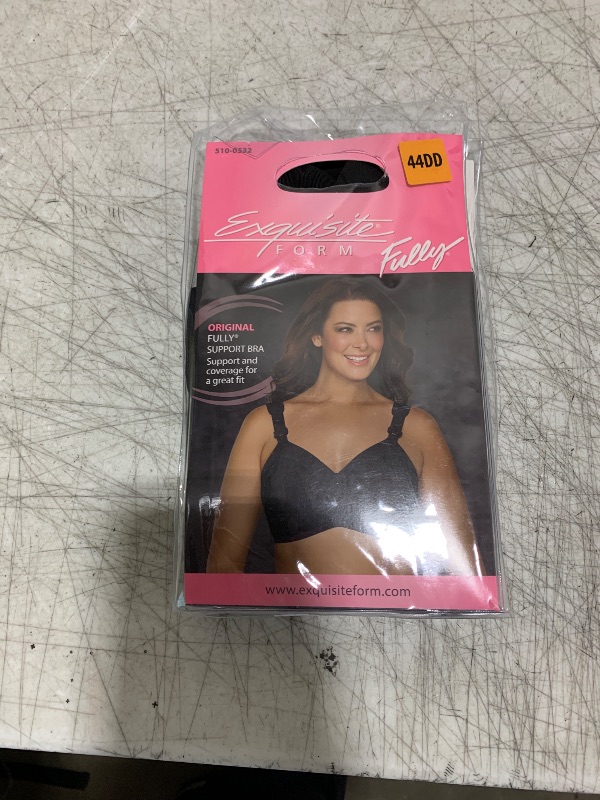 510-0532
44DD
Exquisite®
FORM
Fully®
ORIGINAL
FULLY®
SUPPORT BRA
Support and
coverage for
a great fit
www.exquisiteform.com